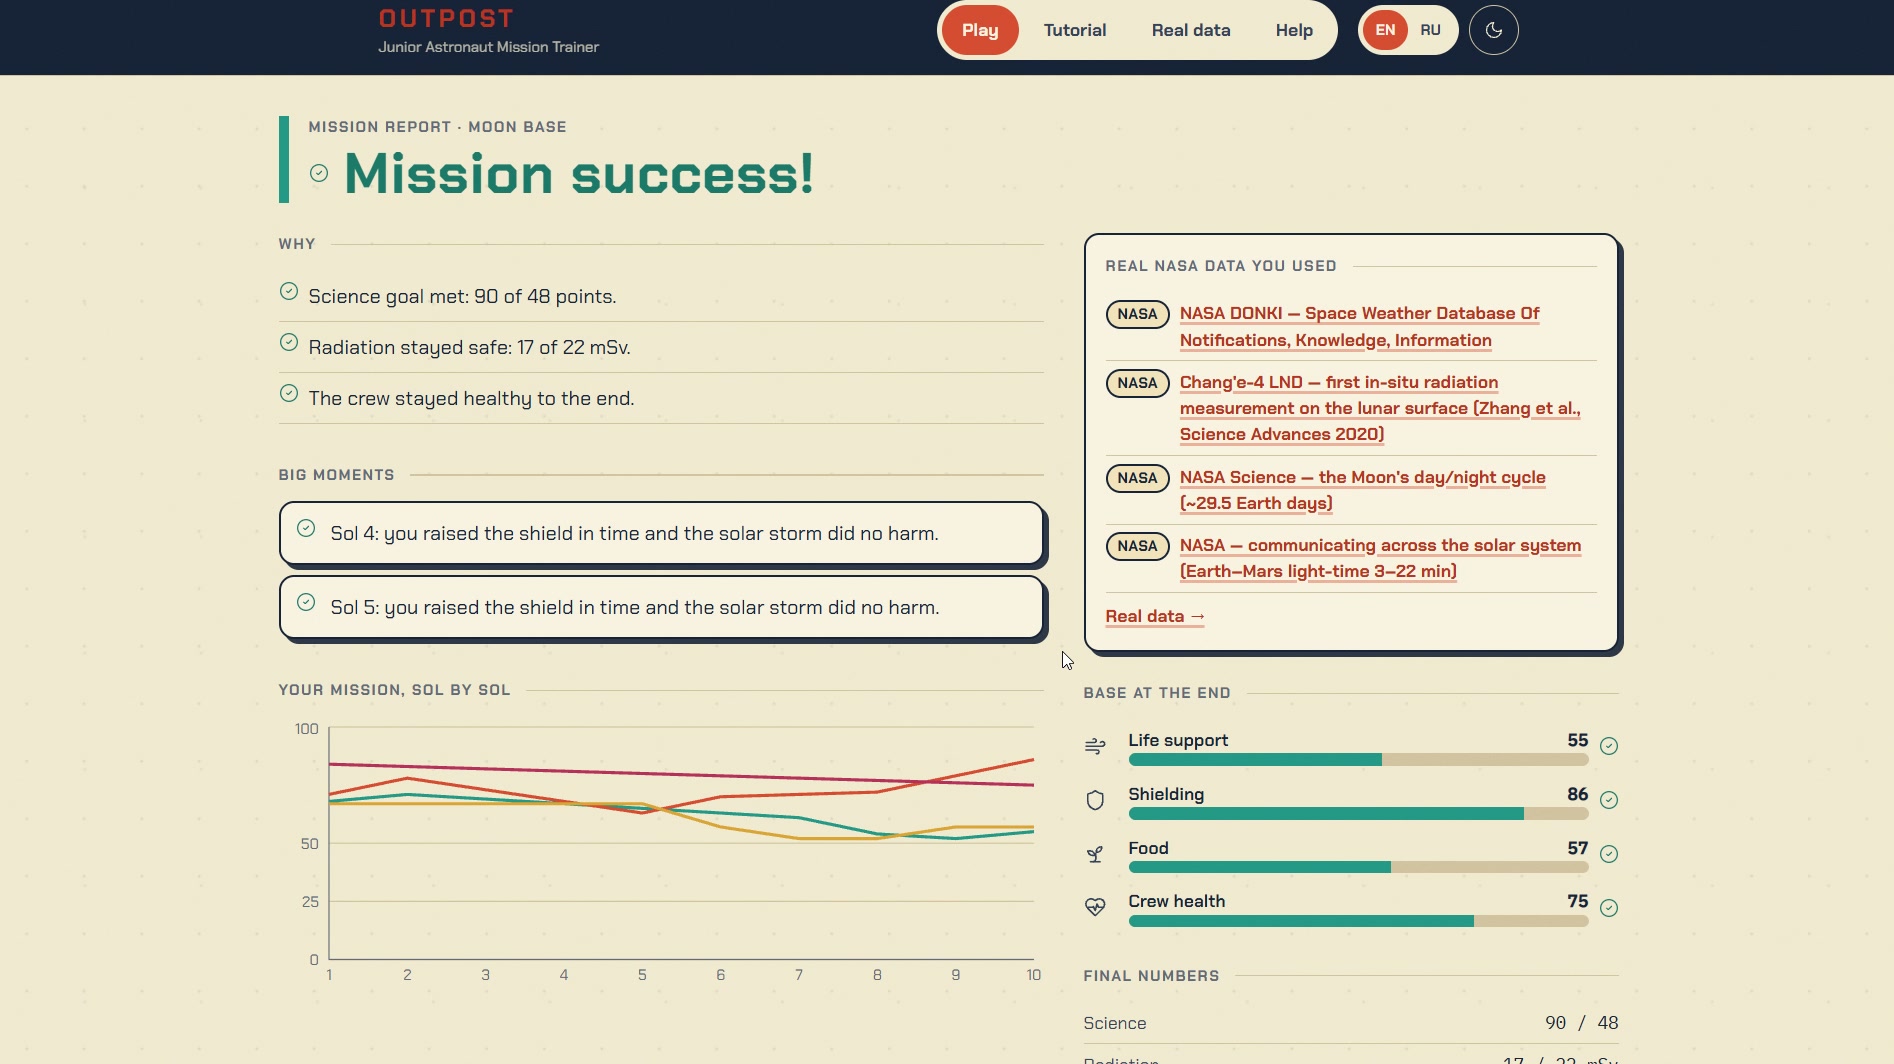 OUTPOST
Junior Astronaut Mission Trainer
Play
Tutorial
Real data
Help
EN
RU
MISSION REPORT · MOON BASE
Mission success!
WHY
Science goal met: 90 of 48 points.
Radiation stayed safe: 17 of 22 mSv.
The crew stayed healthy to the end.
BIG MOMENTS
Sol 4: you raised the shield in time and the solar storm did no harm.
Sol 5: you raised the shield in time and the solar storm did no harm.
YOUR MISSION, SOL BY SOL
100
50
25
0
1 2 3 4 5 6 7 8 9 10
REAL NASA DATA YOU USED
NASA
NASA DONKI — Space Weather Database Of
Notifications, Knowledge, Information
NASA
Chang'e-4 LND — first in-situ radiation
measurement on the lunar surface (Zhang et al.,
Science Advances 2020)
NASA
NASA Science — the Moon's day/night cycle
(~29.5 Earth days)
NASA
NASA — communicating across the solar system
(Earth–Mars light-time 3–22 min)
Real data →
BASE AT THE END
Life support 55
Shielding 86
Food 57
Crew health 75
FINAL NUMBERS
Science 90 / 48
Radiation 17 / 22 mSv